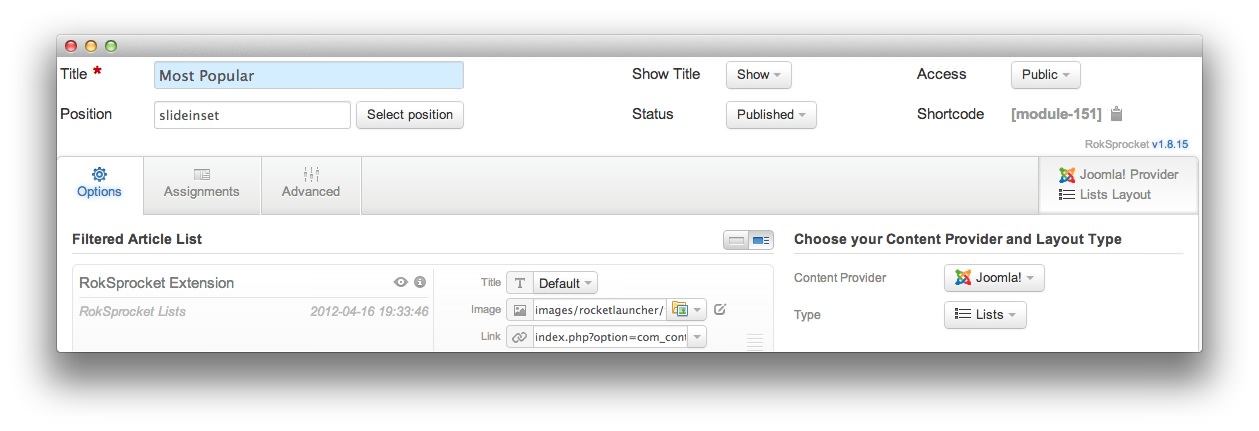 Title * Most Popular Show Title Show Access Public
Position slideinset Select position Status Published Shortcode [module-151]
RokSprocket v1.8.15
Options Assignments Advanced Joomla! Provider
Lists Layout
Filtered Article List Choose your Content Provider and Layout Type
RokSprocket Extension Title T Default Content Provider Joomla!
RokSprocket Lists 2012-04-16 19:33:46 Image images/rocketlauncher/ Type Lists
Link index.php?option=com_cont